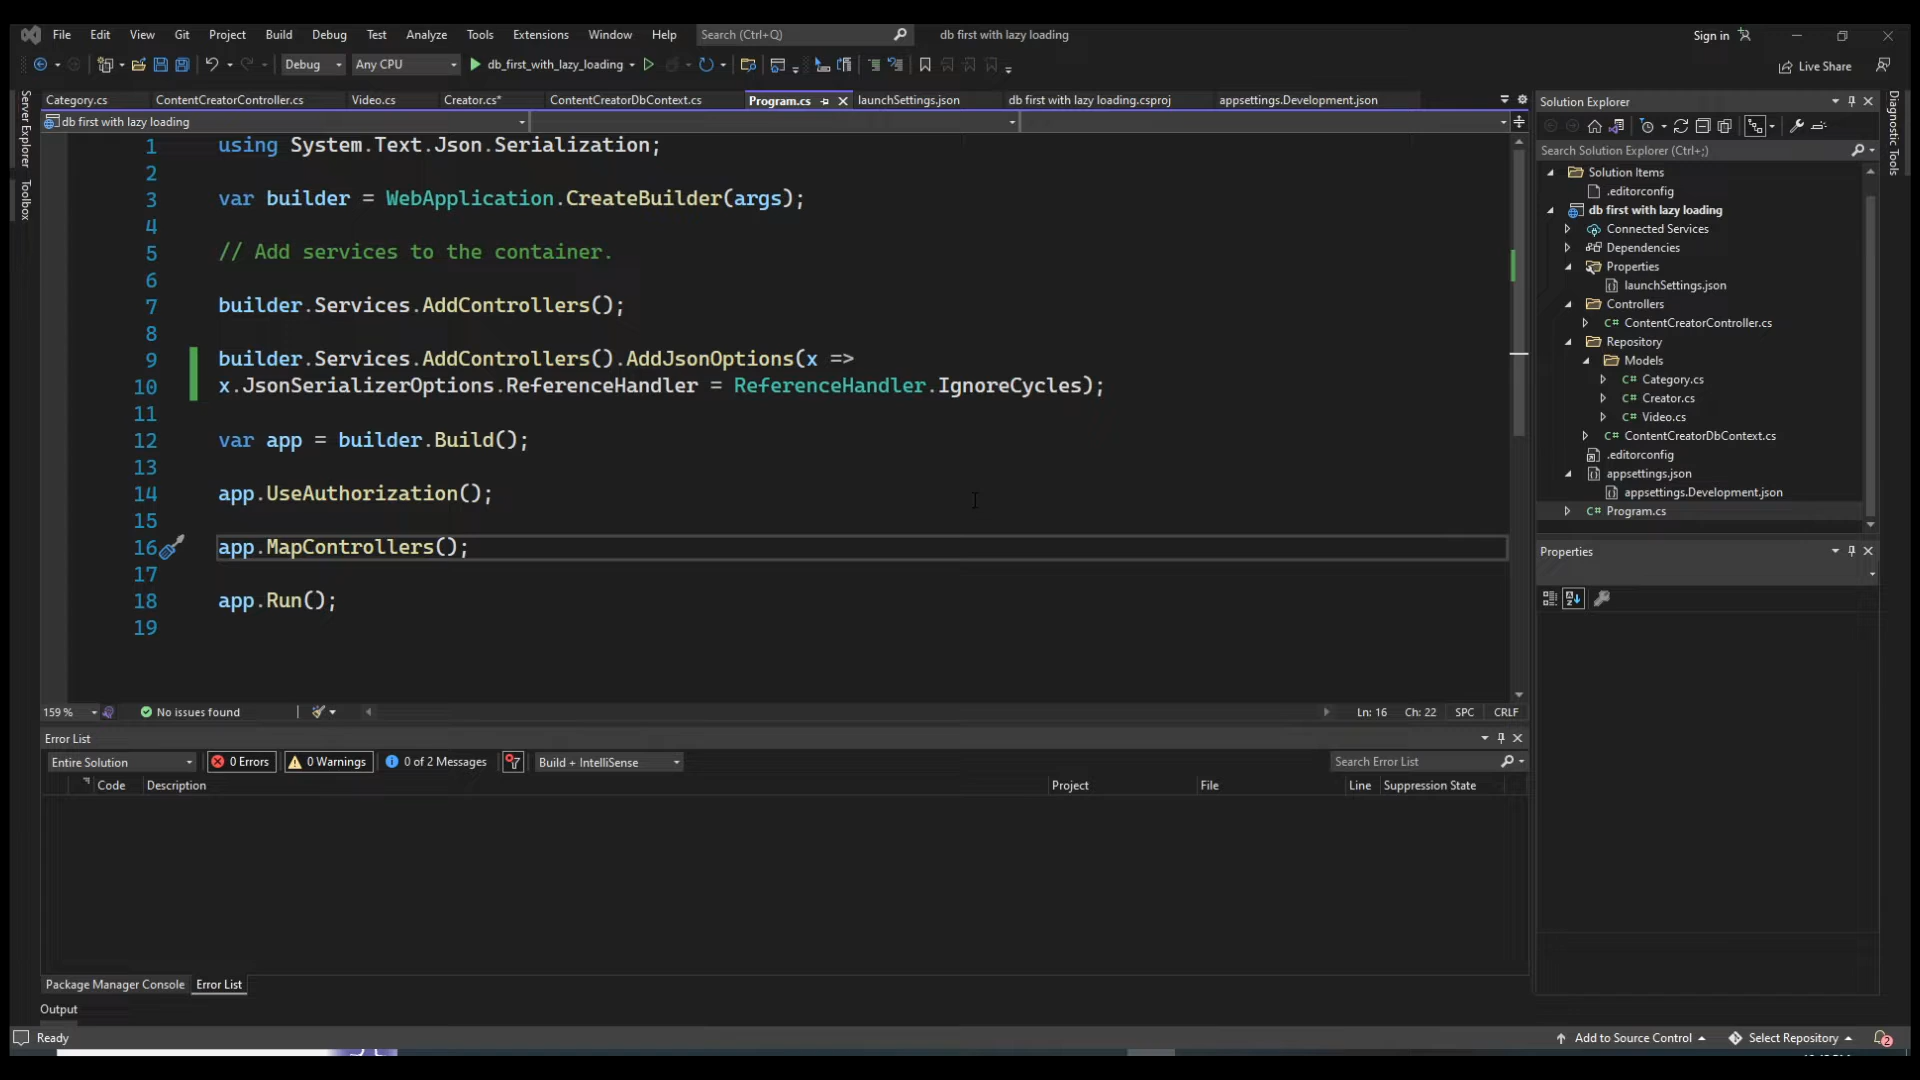 File Edit View Git Project Build Debug Test Analyze Tools Extensions Window Help Search (Ctrl+Q) db first with lazy loading Sign in
Debug Any CPU db_first_with_lazy_loading Live Share
Server Explorer
Toolbox
Category.cs ContentCreatorController.cs Video.cs Creator.cs* ContentCreatorDbContext.cs Program.cs launchSettings.json db first with lazy loading.csproj appsettings.Development.json
db first with lazy loading
1 using System.Text.Json.Serialization;
2
3 var builder = WebApplication.CreateBuilder(args);
4
5 // Add services to the container.
6
7 builder.Services.AddControllers();
8
9 builder.Services.AddControllers().AddJsonOptions(x =>
10 x.JsonSerializerOptions.ReferenceHandler = ReferenceHandler.IgnoreCycles);
11
12 var app = builder.Build();
13
14 app.UseAuthorization();
15
16 app.MapControllers();
17
18 app.Run();
19
159 % No issues found Ln: 16 Ch: 22 SPC CRLF
Error List
Entire Solution 0 Errors 0 Warnings 0 of 2 Messages Build + IntelliSense Search Error List
Code Description Project File Line Suppression State
Package Manager Console Error List
Output
Solution Explorer
Search Solution Explorer (Ctrl+;)
Solution Items
.editorconfig
db first with lazy loading
Connected Services
Dependencies
Properties
launchSettings.json
Controllers
C# ContentCreatorController.cs
Repository
Models
C# Category.cs
C# Creator.cs
C# Video.cs
C# ContentCreatorDbContext.cs
.editorconfig
appsettings.json
appsettings.Development.json
C# Program.cs
Properties
Diagnostic Tools
Ready Add to Source Control Select Repository 2